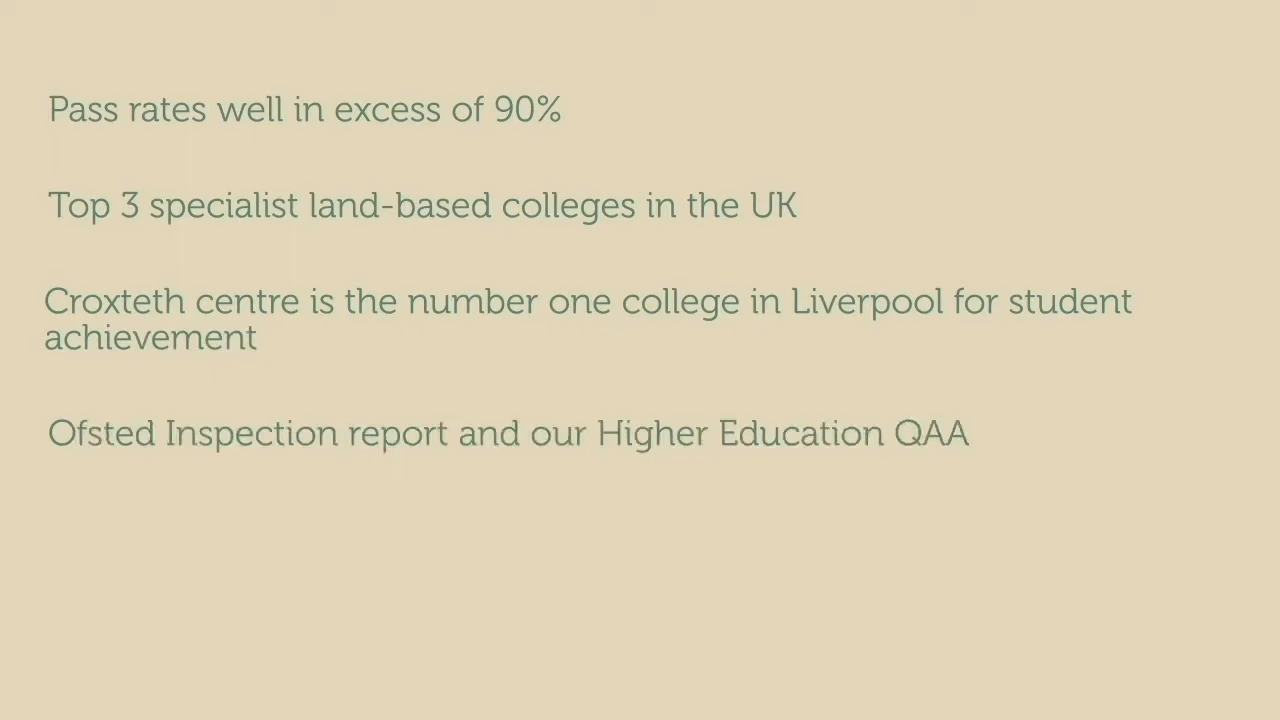 Pass rates well in excess of 90%
Top 3 specialist land-based colleges in the UK
Croxteth centre is the number one college in Liverpool for student
achievement
Ofsted Inspection report and our Higher Education QAA